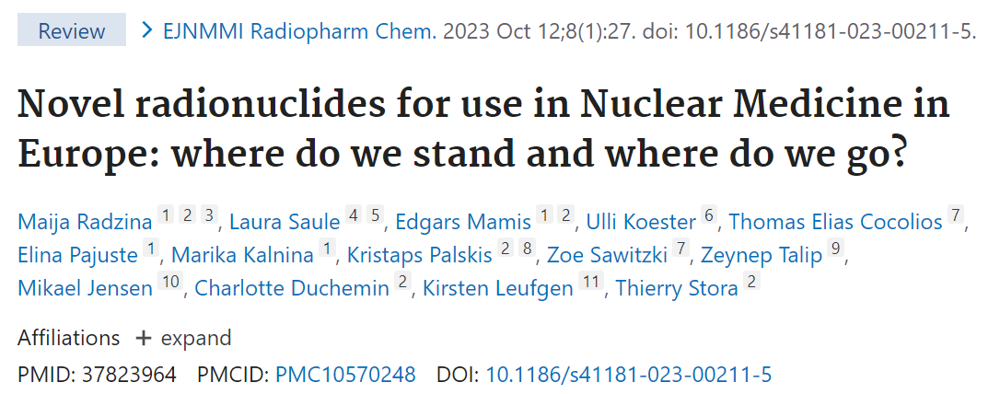 Review > EJNMMI Radiopharm Chem. 2023 Oct 12;8(1):27. doi: 10.1186/s41181-023-00211-5.
Novel radionuclides for use in Nuclear Medicine in
Europe: where do we stand and where do we go?
Maija Radzina 1 2 3, Laura Saule 4 5, Edgars Mamis 1 2, Ulli Koester 6, Thomas Elias Cocolios 7,
Elina Pajuste 1, Marika Kalnina 1, Kristaps Palskis 2 8, Zoe Sawitzki 7, Zeynep Talip 9,
Mikael Jensen 10, Charlotte Duchemin 2, Kirsten Leufgen 11, Thierry Stora 2
Affiliations + expand
PMID: 37823964 PMCID: PMC10570248 DOI: 10.1186/s41181-023-00211-5